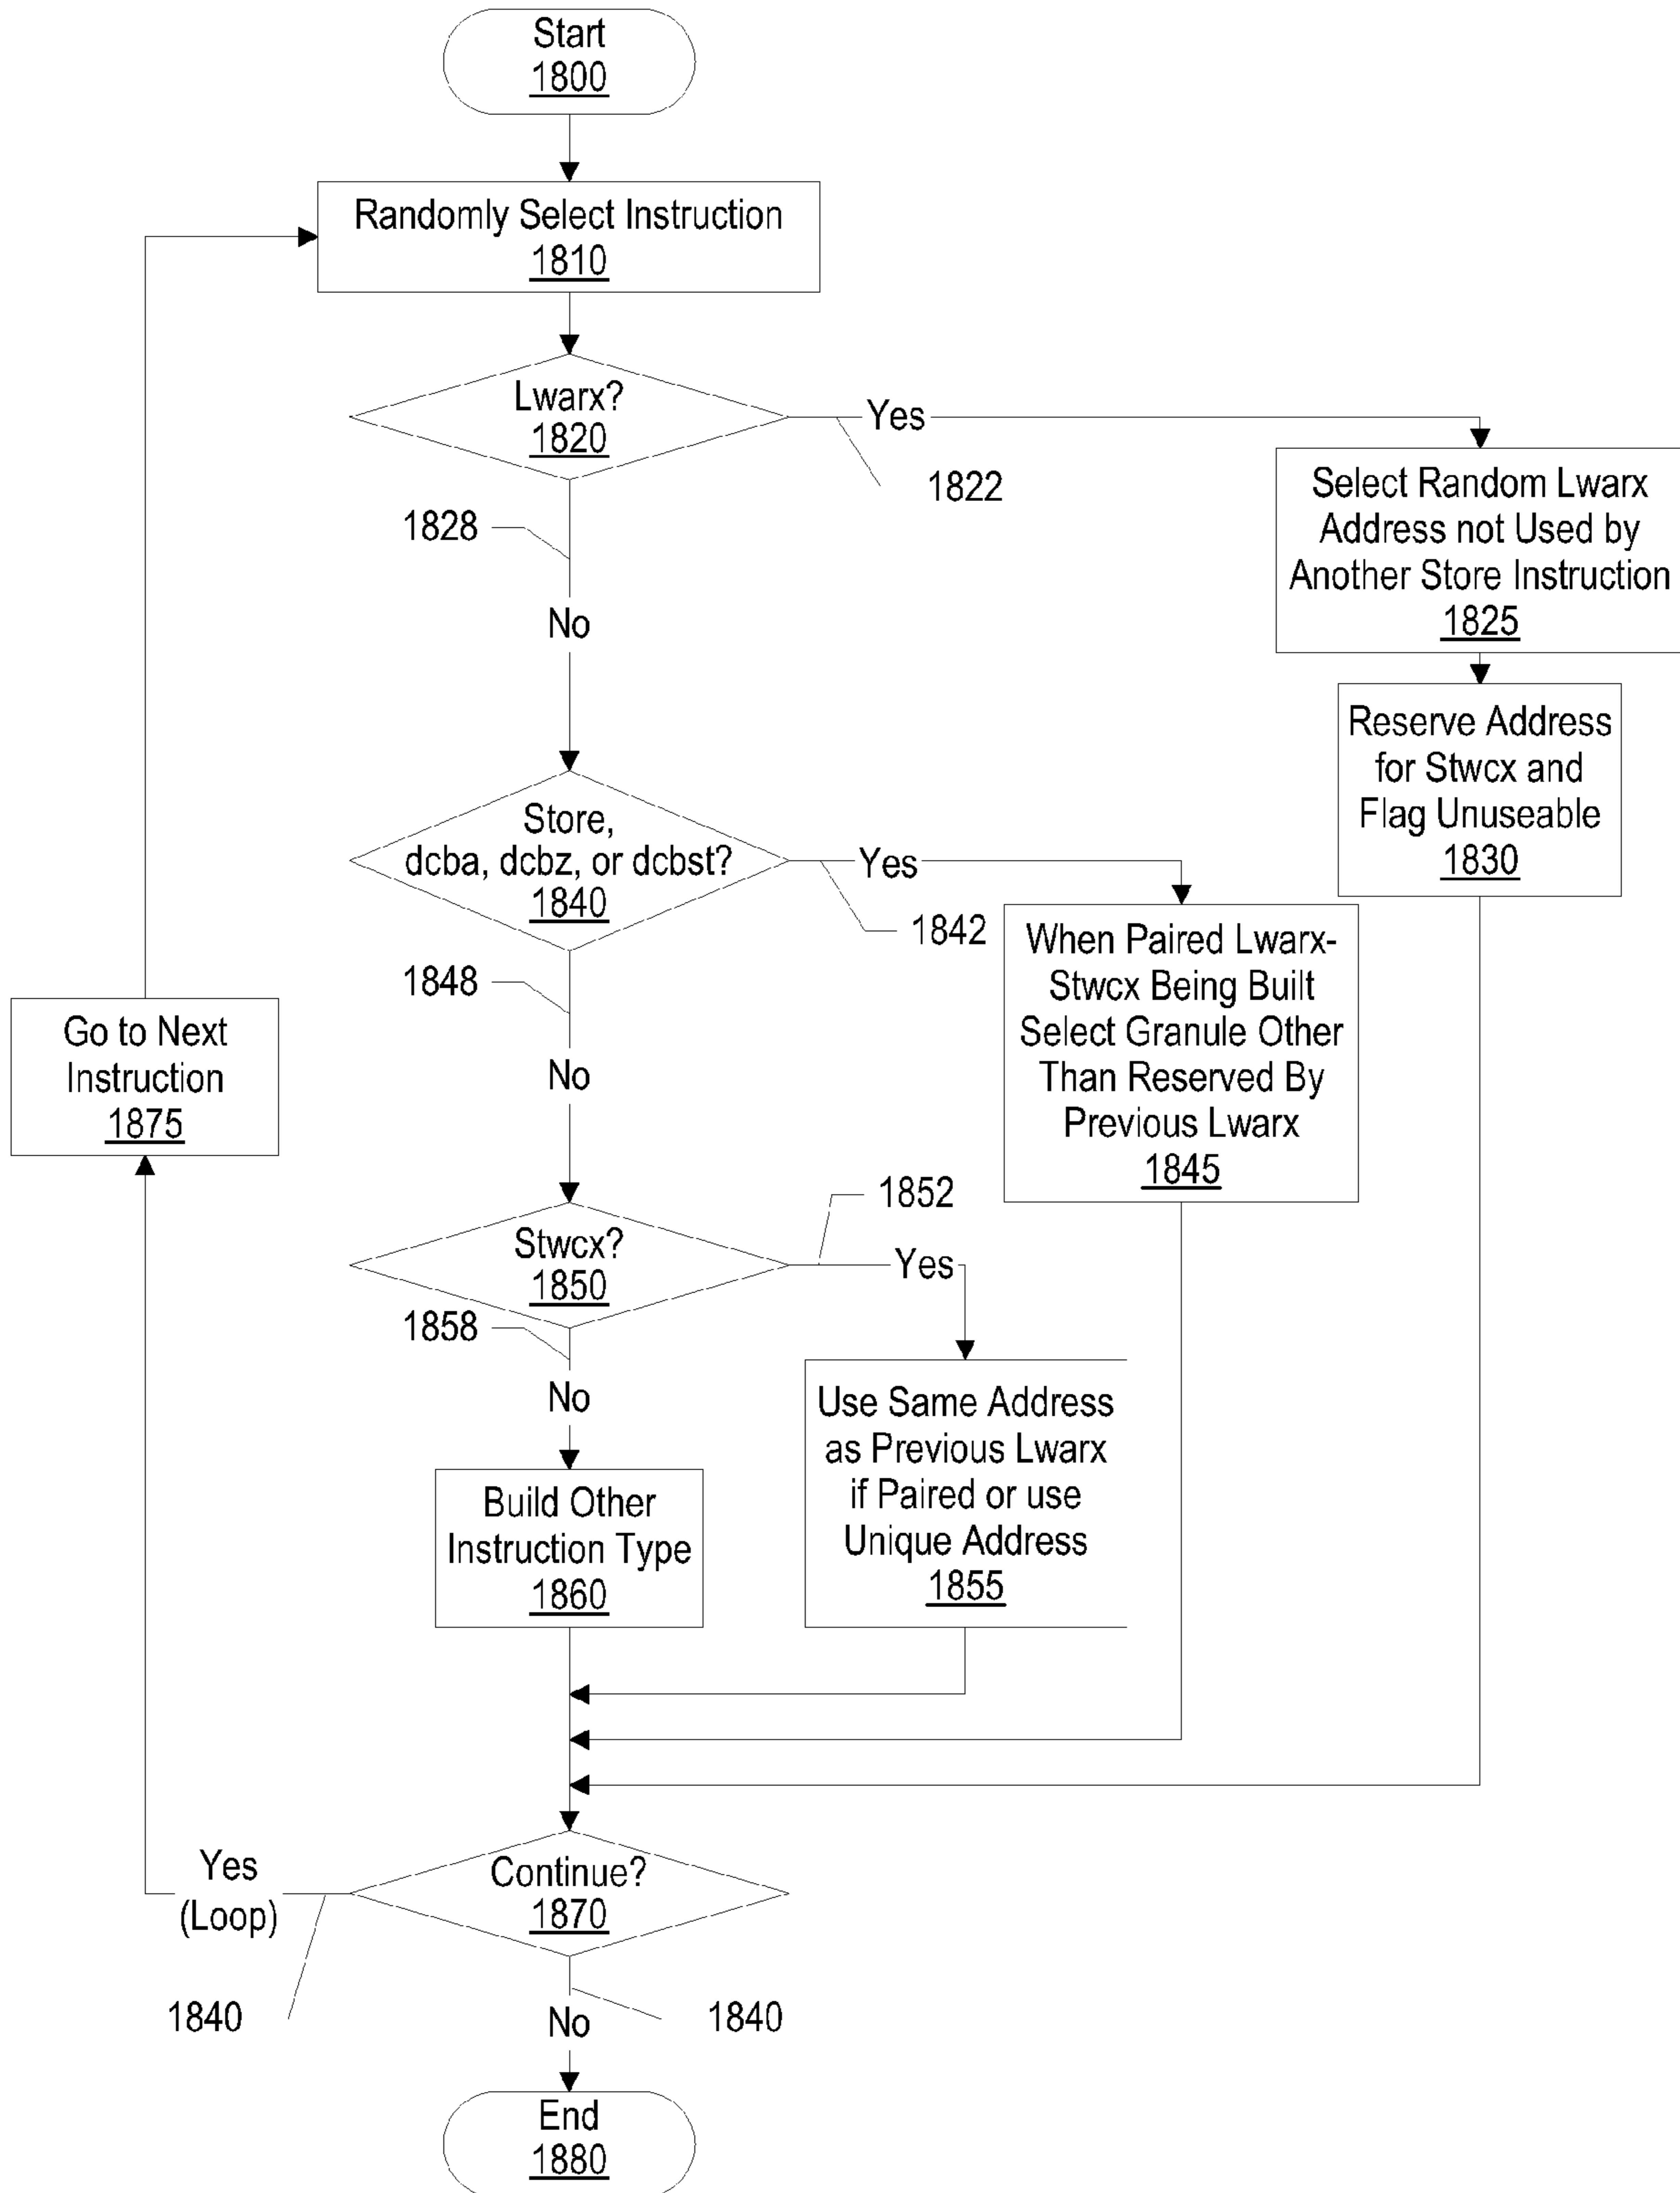 Start
1800
Randomly Select Instruction
1810
Lwarx?
1820
Yes
1822
1828
No
Select Random Lwarx
Address not Used by
Another Store Instruction
1825
Reserve Address
for Stwcx and
Flag Unuseable
1830
Store,
dcba, dcbz, or dcbst?
1840
Yes
1842
1848
No
When Paired Lwarx-
Stwcx Being Built
Select Granule Other
Than Reserved By
Previous Lwarx
1845
Go to Next
Instruction
1875
Stwcx?
1850
1852
Yes
1858
No
Use Same Address
as Previous Lwarx
if Paired or use
Unique Address
1855
Build Other
Instruction Type
1860
Continue?
1870
Yes
(Loop)
1840
No
1840
End
1880